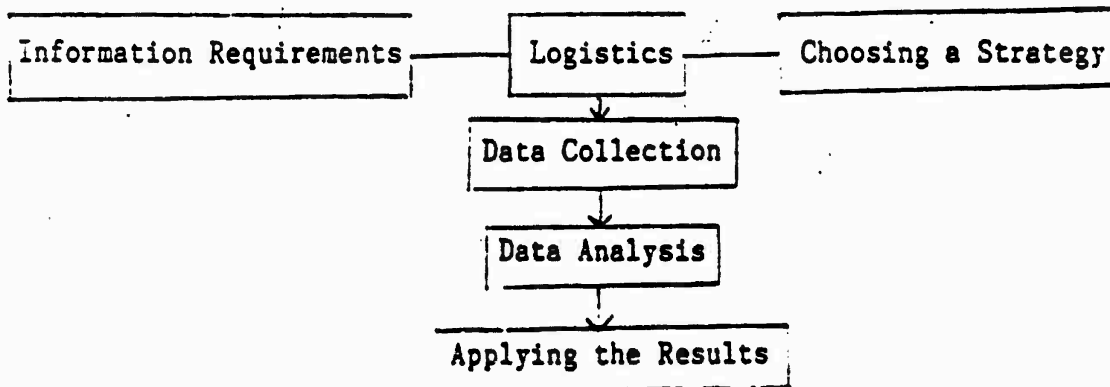 Information Requirements
Logistics
Choosing a Strategy
Data Collection
Data Analysis
Applying the Results